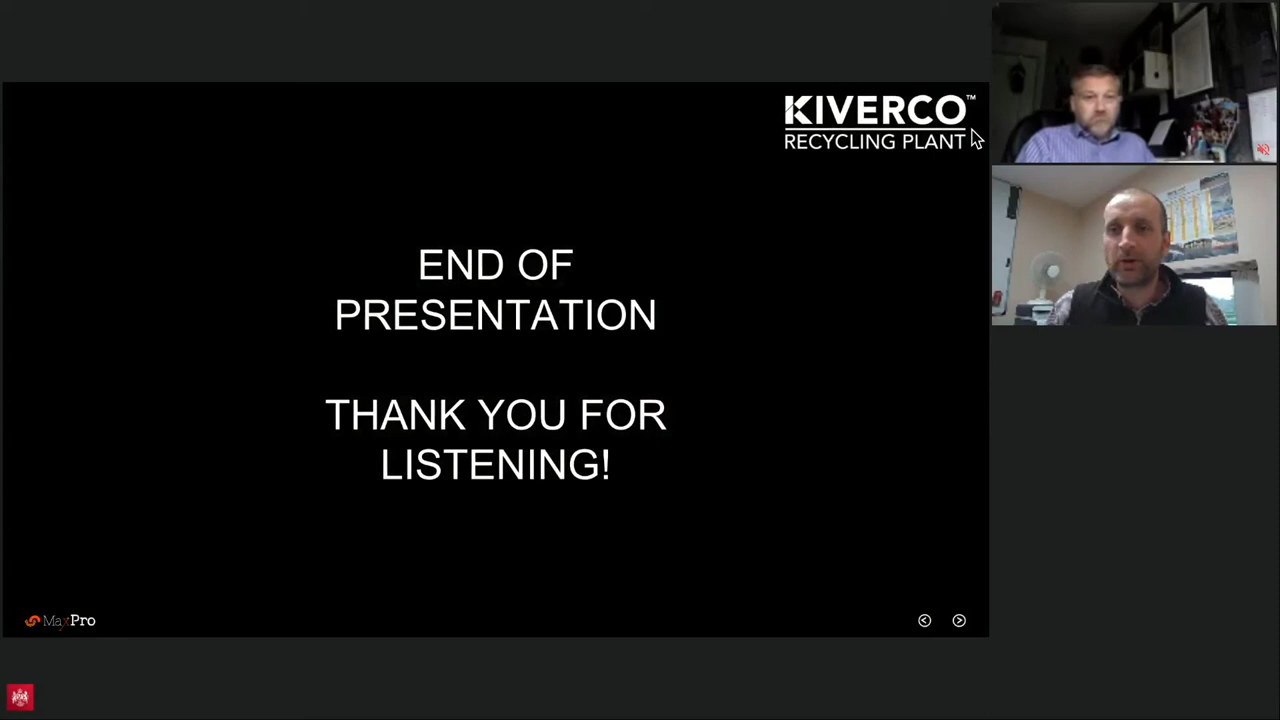 KIVERCO™
RECYCLING PLANT
END OF
PRESENTATION
THANK YOU FOR
LISTENING!
MaxPro